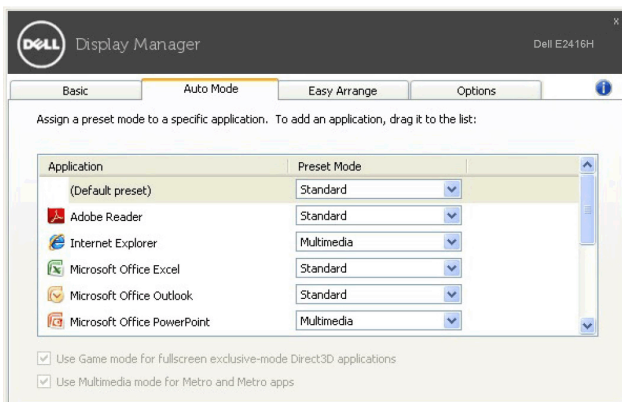 DELL Display Manager
x
Dell E2416H
Basic Auto Mode Easy Arrange Options i
Assign a preset mode to a specific application. To add an application, drag it to the list:
Application Preset Mode
(Default preset) Standard
Adobe Reader Standard
Internet Explorer Multimedia
Microsoft Office Excel Standard
Microsoft Office Outlook Standard
Microsoft Office PowerPoint Multimedia
Use Game mode for fullscreen exclusive-mode Direct3D applications
Use Multimedia mode for Metro and Metro apps